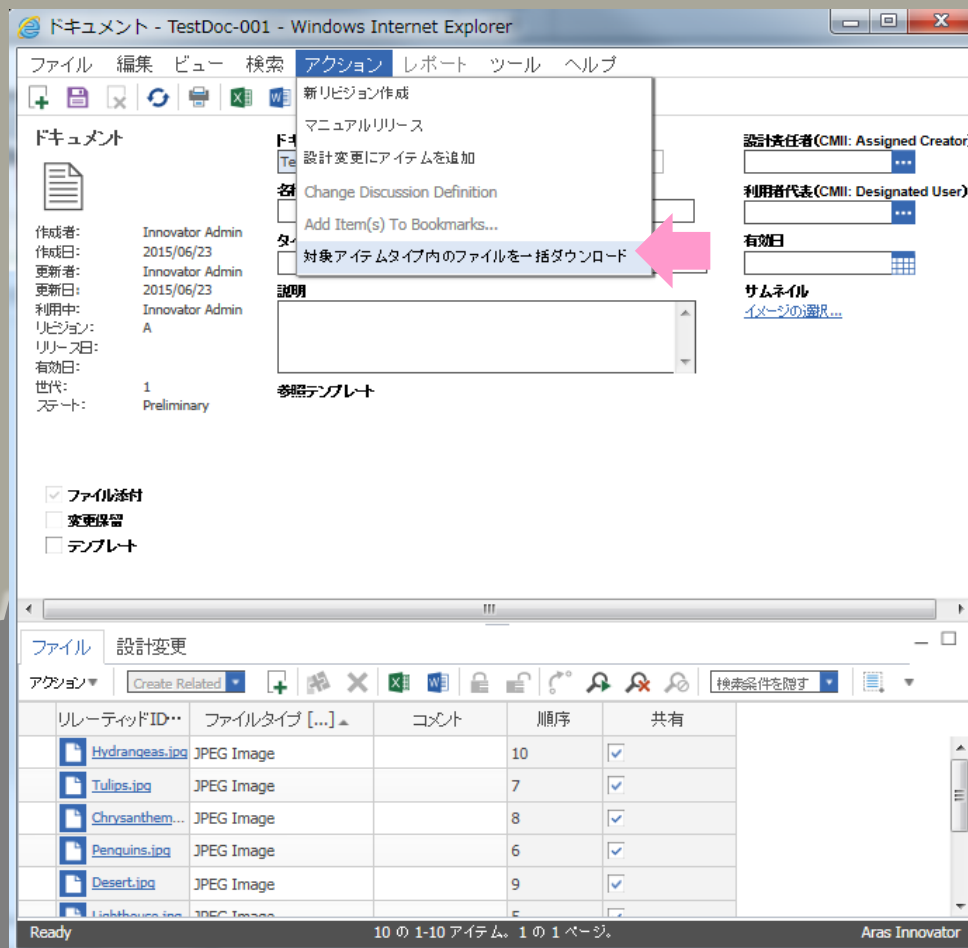 ドキュメント - TestDoc-001 - Windows Internet Explorer
ファイル 編集 ビュー 検索 アクション レポート ツール ヘルプ
新リビジョン作成
マニュアルリリース
設計変更にアイテムを追加
Change Discussion Definition
Add Item(s) To Bookmarks...
対象アイテムタイプ内のファイルを一括ダウンロード
ドキュメント
作成者: Innovator Admin
作成日: 2015/06/23
更新者: Innovator Admin
更新日: 2015/06/23
利用中: Innovator Admin
リビジョン: A
リリース日:
有効日:
世代: 1
ステート: Preliminary
Te
説明
参照テンプレート
設計責任者(CMII: Assigned Creator)
利用者代表(CMII: Designated User)
有効日
サムネイル
イメージの選択...
ファイル添付
変更保留
テンプレート
ファイル 設計変更
アクション▼ Create Related 検索条件を隠す
リレーティッドID… ファイルタイプ [...] コメント 順序 共有
Hydrangeas.jpg JPEG Image 10
Tulips.jpg JPEG Image 7
Chrysanthem... JPEG Image 8
Penguins.jpg JPEG Image 6
Desert.jpg JPEG Image 9
Lighthouse.jpg JPEG Image 5
Ready 10 の 1-10 アイテム。 1 の 1 ページ。 Aras Innovator